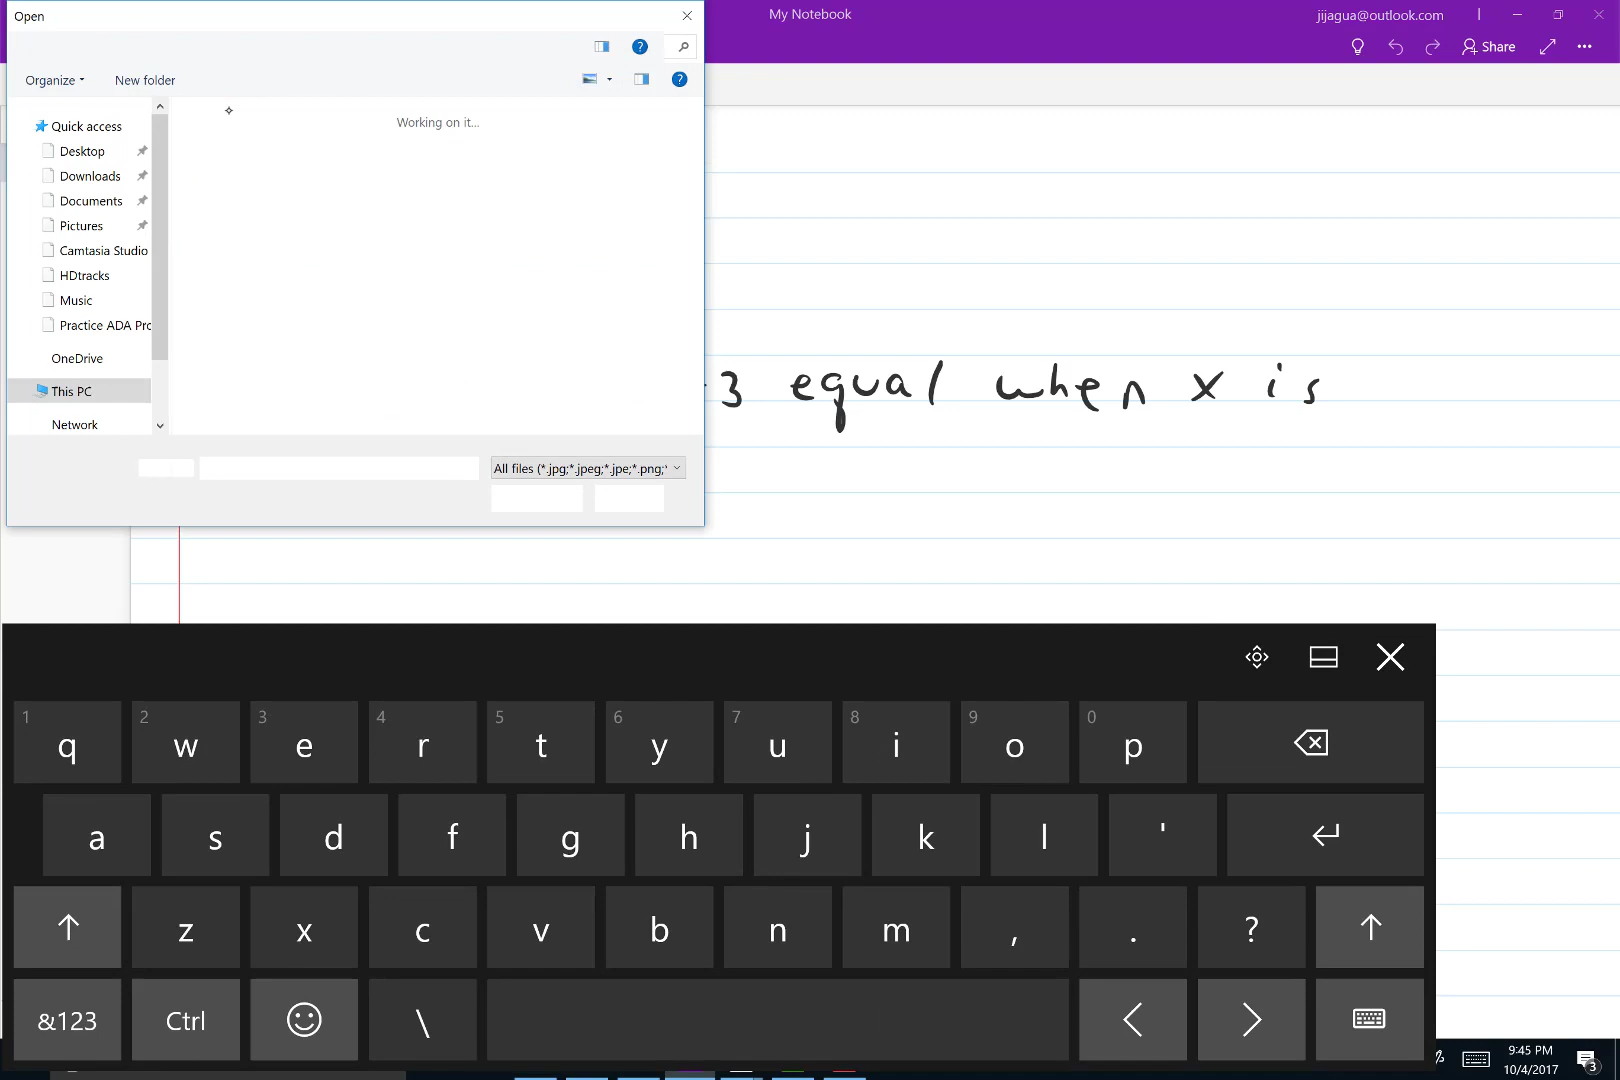 Open
My Notebook
jijagua@outlook.com
Share
Organize
New folder
Working on it...
Quick access
Desktop
Downloads
Documents
Pictures
Camtasia Studio
HDtracks
Music
Practice ADA Prc
OneDrive
This PC
Network
All files (*.jpg;*.jpeg;*.jpe;*.png;*
3 equal when x is
1 2 3 4 5 6 7 8 9 0
q w e r t y u i o p
a s d f g h j k l '
z x c v b n m , . ?
&123 Ctrl \ < >
9:45 PM
10/4/2017
3